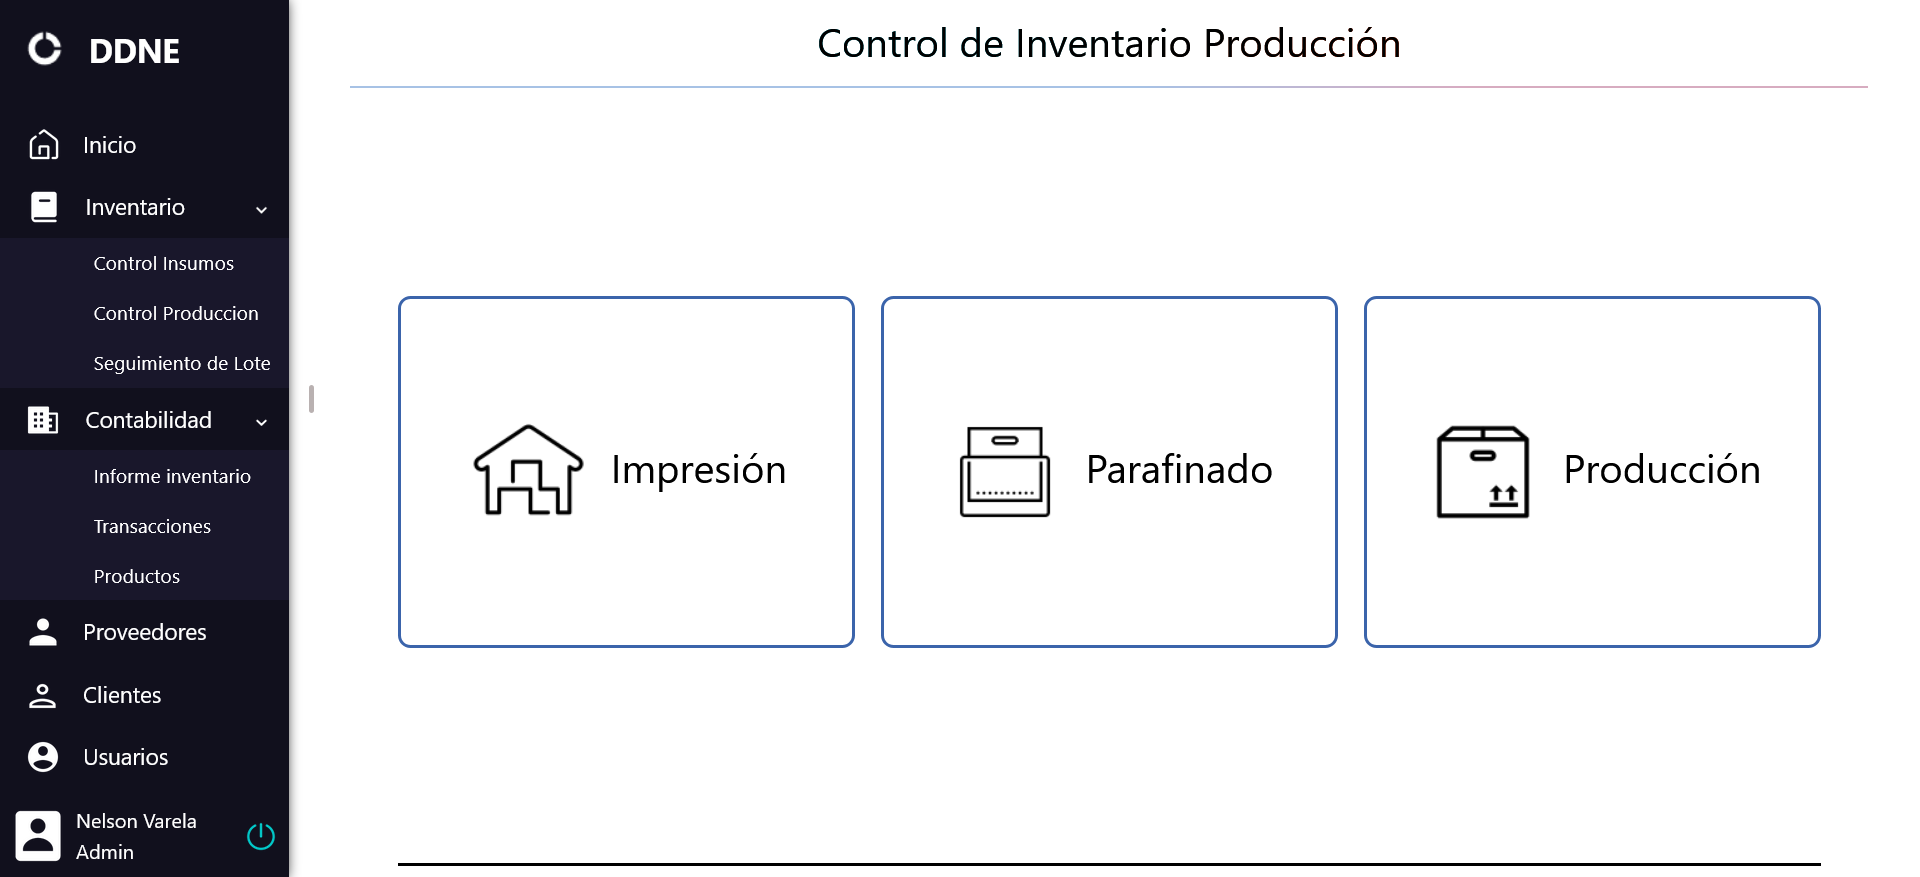 DDNE
Inicio
Inventario
Control Insumos
Control Produccion
Seguimiento de Lote
Contabilidad
Informe inventario
Transacciones
Productos
Proveedores
Clientes
Usuarios
Nelson Varela
Admin
Control de Inventario Producción
Impresión
Parafinado
Producción